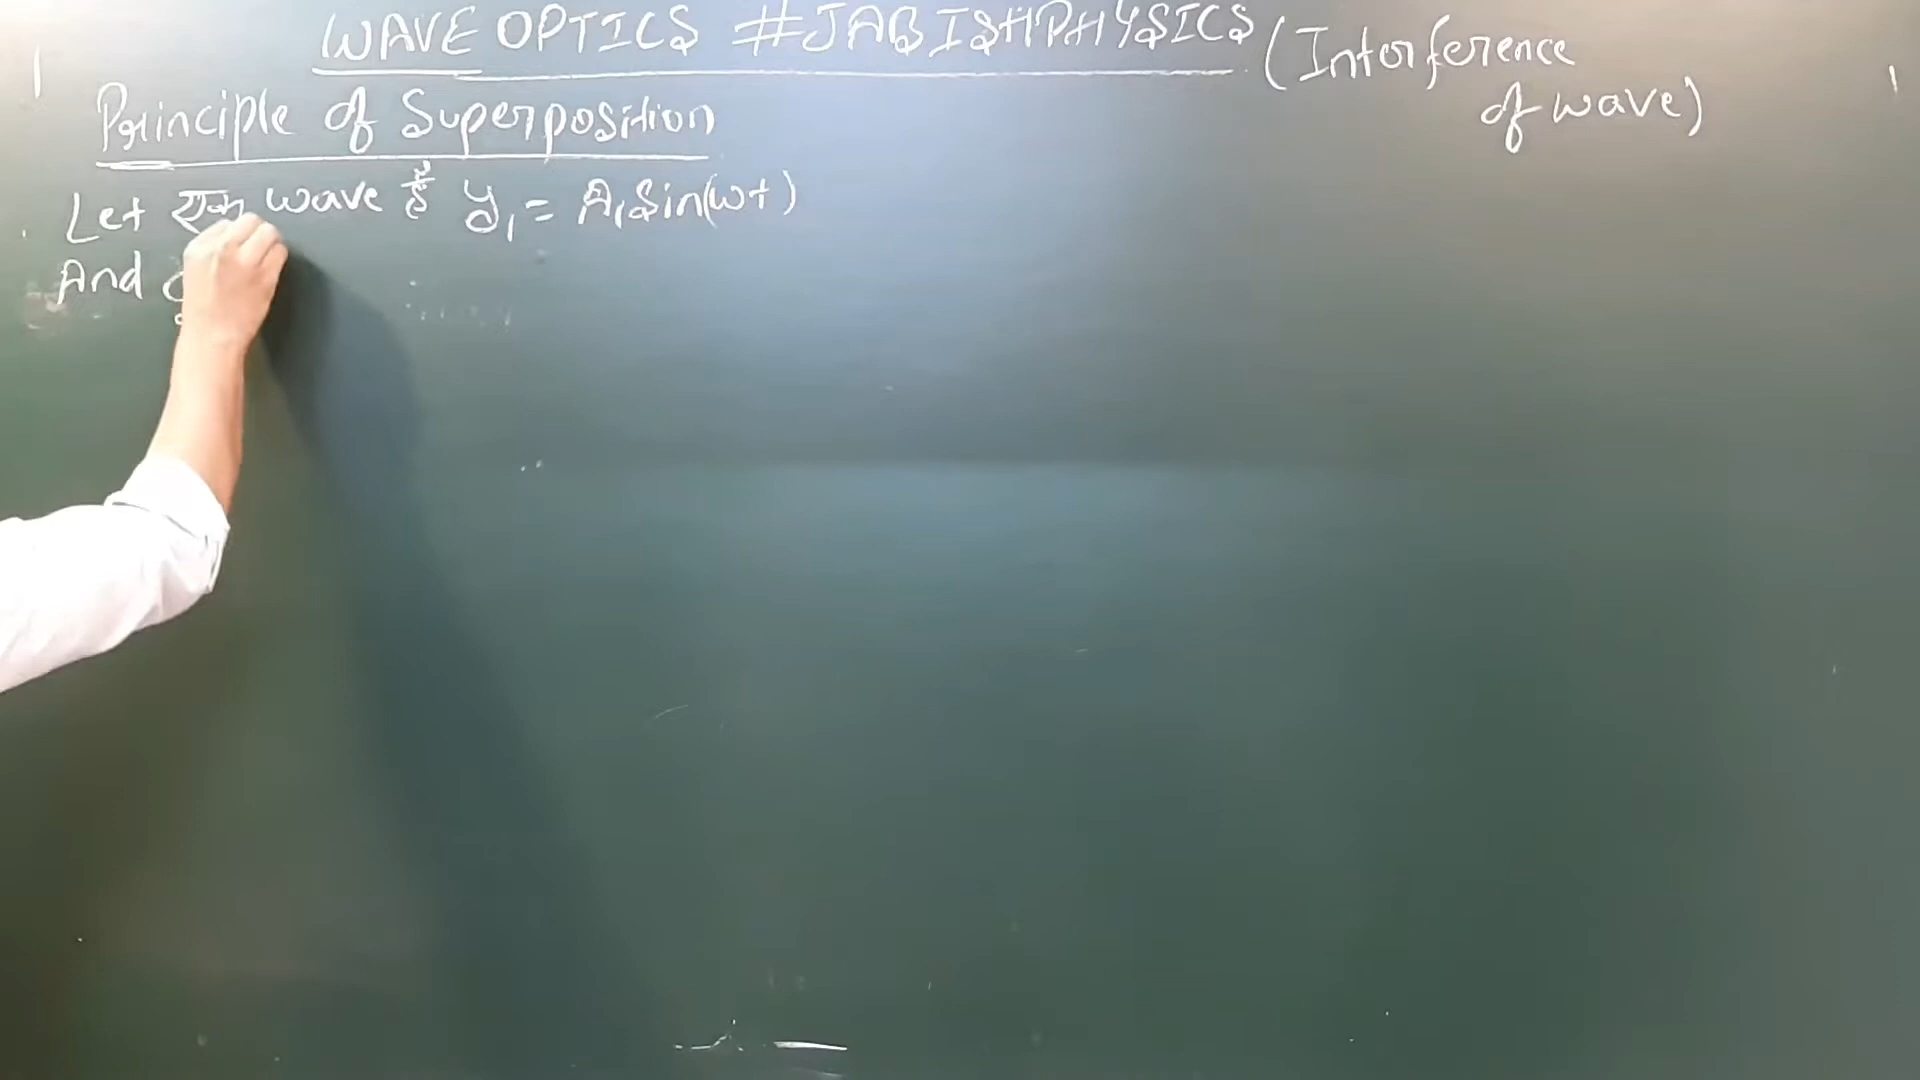 WAVE OPTICS #JABISHPHYSICS (Interference
of wave)
Principle of Superposition
Let एक wave है y₁ = A₁Sin(ωt)
And